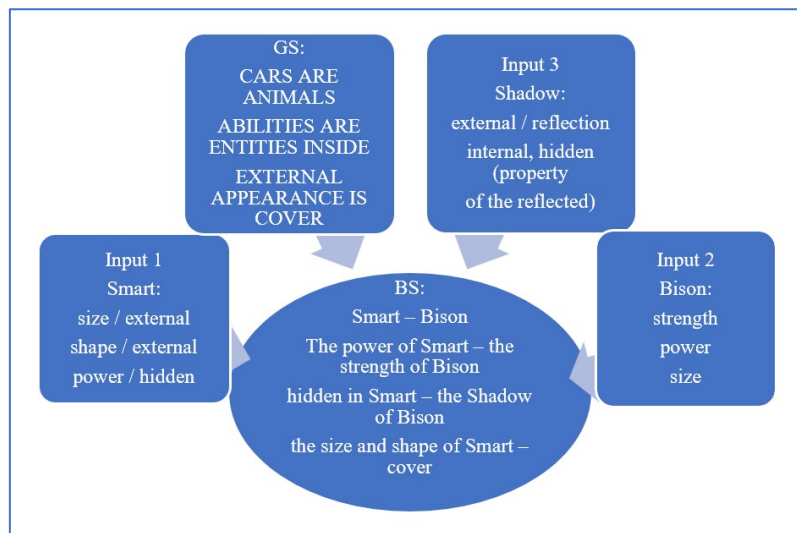 GS:
CARS ARE
ANIMALS
ABILITIES ARE
ENTITIES INSIDE
EXTERNAL
APPEARANCE IS
COVER
Input 3
Shadow:
external / reflection
internal, hidden
(property
of the reflected)
Input 1
Smart:
size / external
shape / external
power / hidden
BS:
Smart – Bison
The power of Smart – the
strength of Bison
hidden in Smart – the Shadow
of Bison
the size and shape of Smart –
cover
Input 2
Bison:
strength
power
size